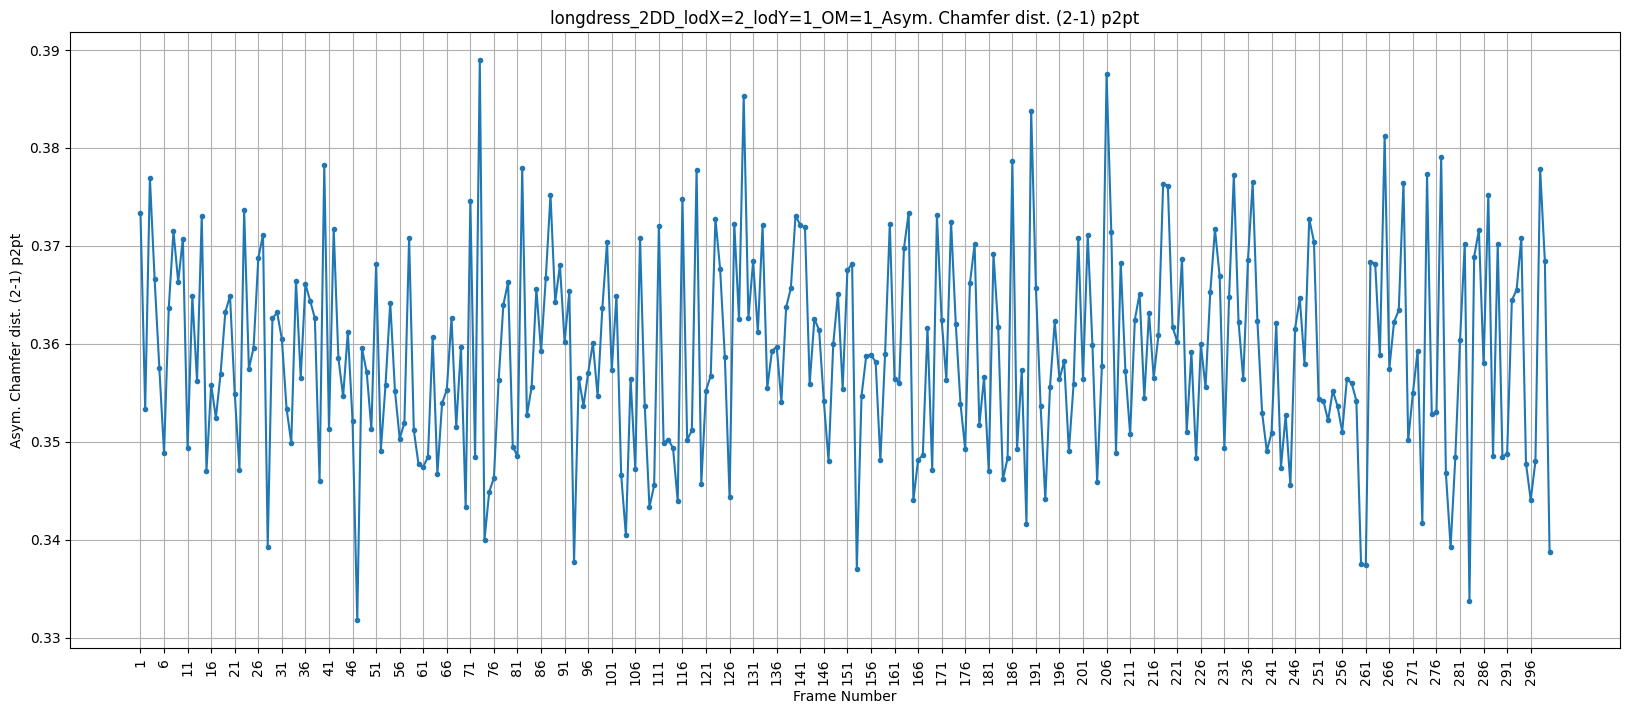 longdress_2DD_lodX=2_lodY=1_OM=1_Asym. Chamfer dist. (2-1) p2pt
Asym. Chamfer dist. (2-1) p2pt
0.39
0.38
0.37
0.36
0.35
0.34
0.33
1 6 11 16 21 26 31 36 41 46 51 56 61 66 71 76 81 86 91 96 101 106 111 116 121 126 131 136 141 146 151 156 161 166 171 176 181 186 191 196 201 206 211 216 221 226 231 236 241 246 251 256 261 266 271 276 281 286 291 296
Frame Number